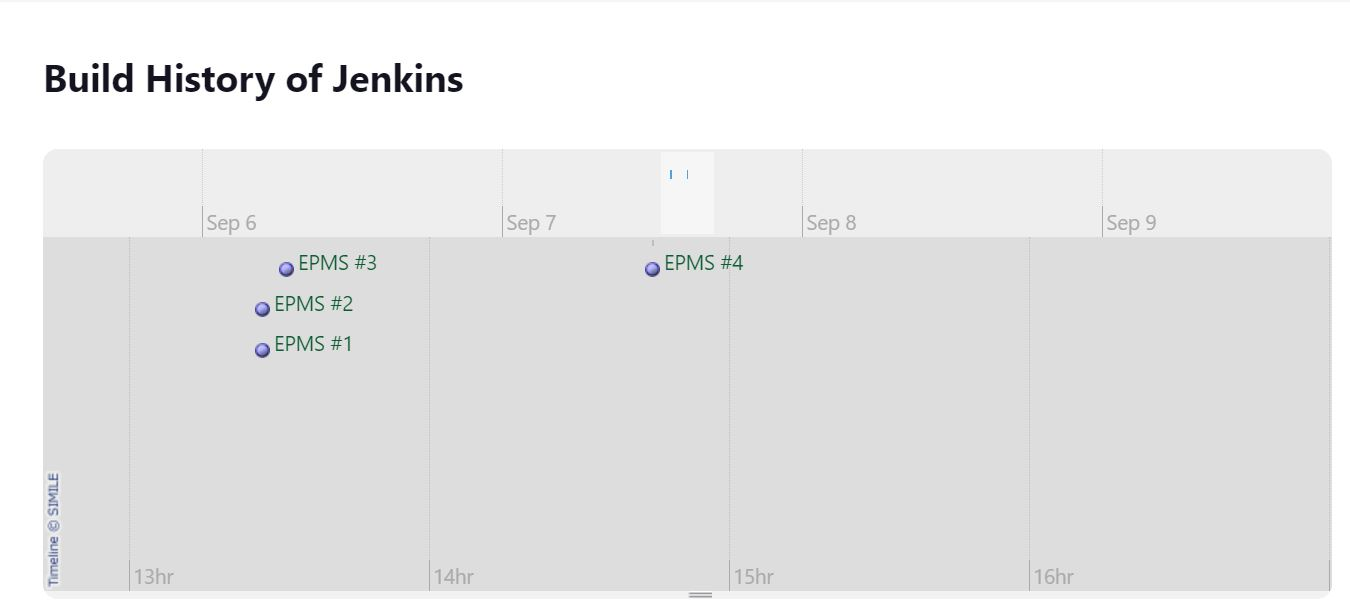 Build History of Jenkins
Sep 6
Sep 7
Sep 8
Sep 9
EPMS #3
EPMS #4
EPMS #2
EPMS #1
Timeline © SIMILE
13hr
14hr
15hr
16hr